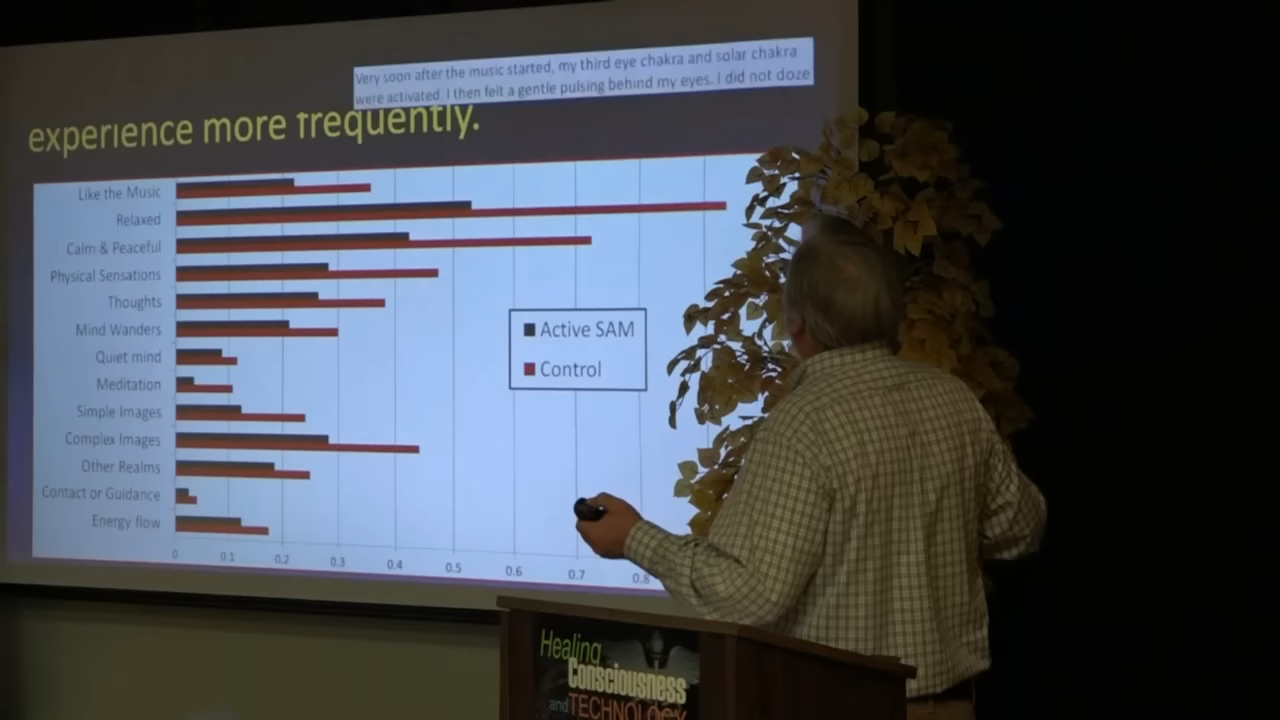 Very soon after the music started, my third eye chakra and solar chakra
were activated. I then felt a gentle pulsing behind my eyes. I did not doze
experience more frequently.
Like the Music
Relaxed
Calm & Peaceful
Physical Sensations
Thoughts
Mind Wanders
Quiet mind
Meditation
Simple Images
Complex Images
Other Realms
Contact or Guidance
Energy flow
Active SAM
Control
0 0.1 0.2 0.3 0.4 0.5 0.6 0.7 0.8
Healing
Consciousness
and TECHNOLOGY